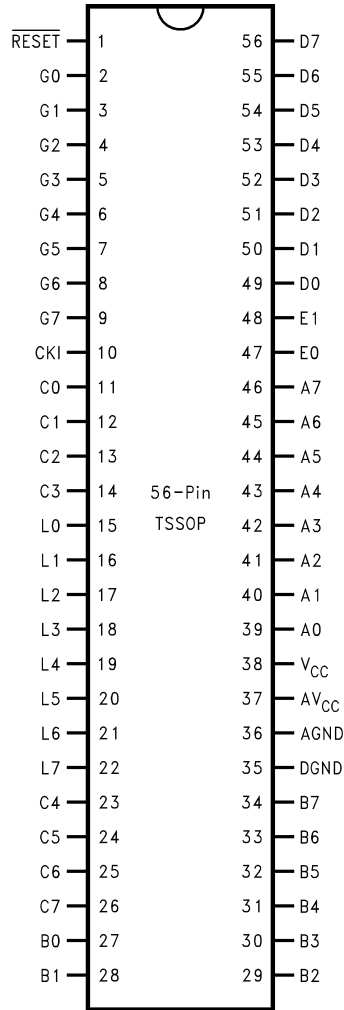 RESET 1 56 D7
G0 2 55 D6
G1 3 54 D5
G2 4 53 D4
G3 5 52 D3
G4 6 51 D2
G5 7 50 D1
G6 8 49 D0
G7 9 48 E1
CKI 10 47 E0
C0 11 46 A7
C1 12 45 A6
C2 13 44 A5
C3 14 56-Pin 43 A4
L0 15 TSSOP 42 A3
L1 16 41 A2
L2 17 40 A1
L3 18 39 A0
L4 19 38 VCC
L5 20 37 AVCC
L6 21 36 AGND
L7 22 35 DGND
C4 23 34 B7
C5 24 33 B6
C6 25 32 B5
C7 26 31 B4
B0 27 30 B3
B1 28 29 B2